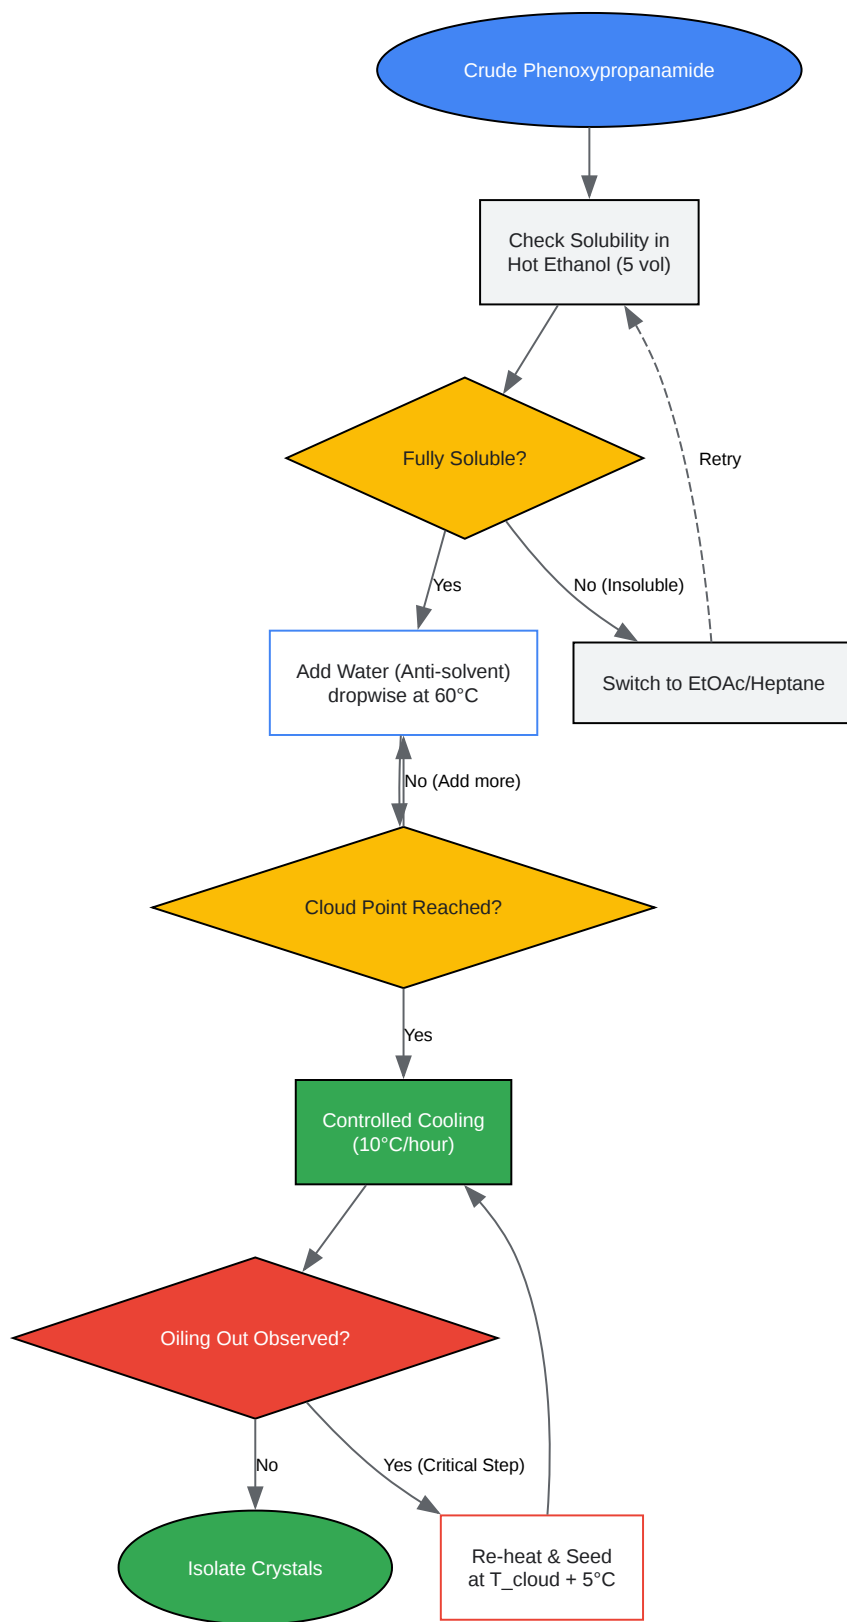 Crude Phenoxypropanamide
Check Solubility in
Hot Ethanol (5 vol)
Fully Soluble?
Retry
Yes
No (Insoluble)
Add Water (Anti-solvent)
dropwise at 60°C
Switch to EtOAc/Heptane
No (Add more)
Cloud Point Reached?
Yes
Controlled Cooling
(10°C/hour)
Oiling Out Observed?
No
Yes (Critical Step)
Isolate Crystals
Re-heat & Seed
at T_cloud + 5°C